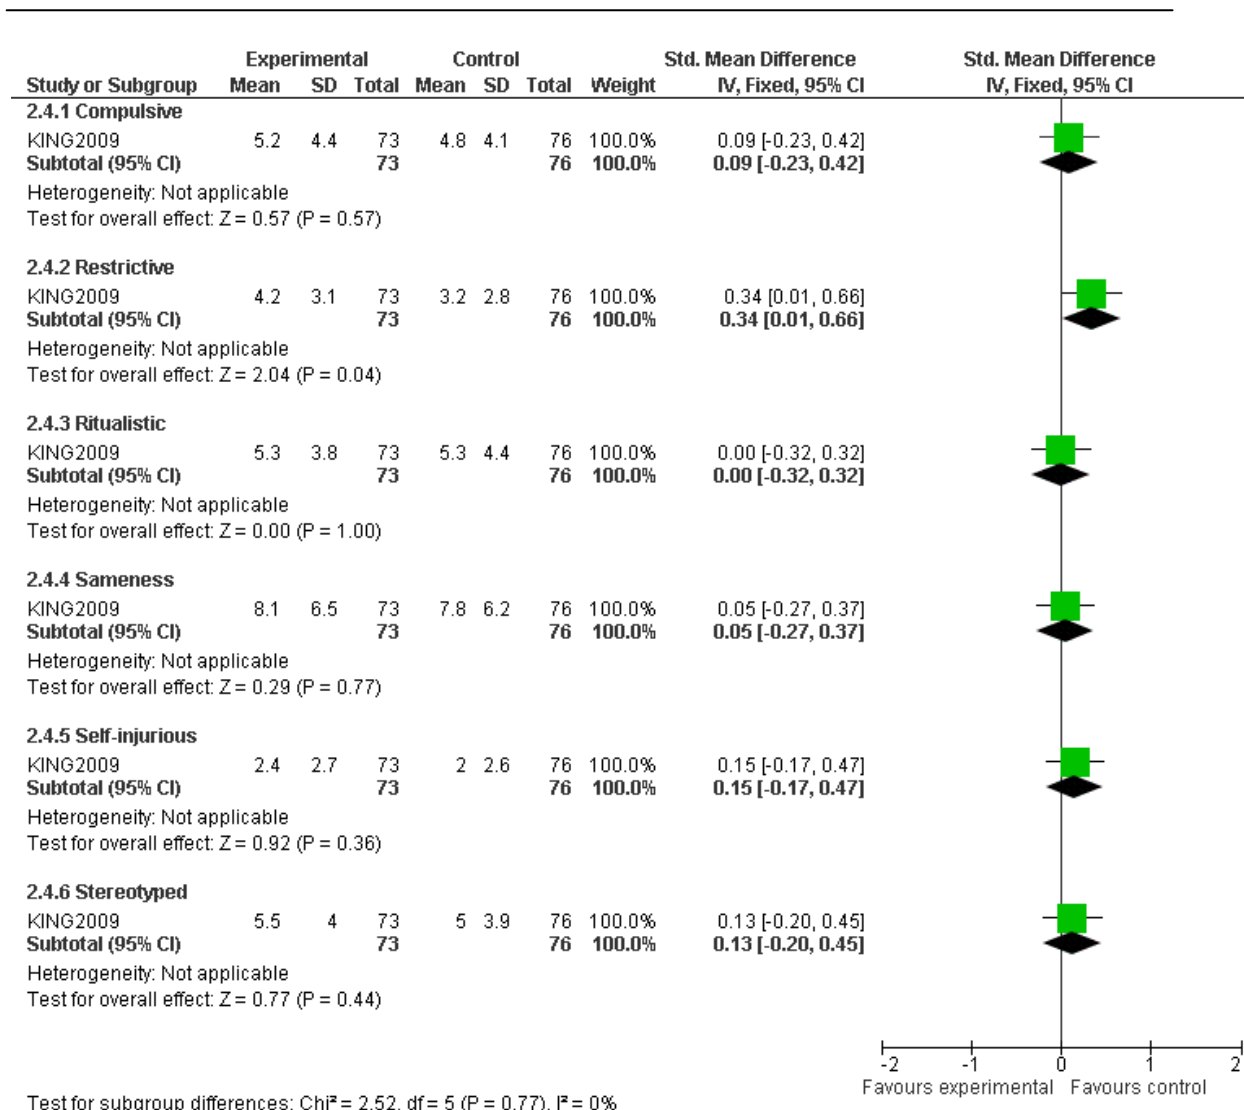 Experimental Control Std. Mean Difference Std. Mean Difference
Study or Subgroup Mean SD Total Mean SD Total Weight IV, Fixed, 95% CI IV, Fixed, 95% CI
2.4.1 Compulsive
KING2009 5.2 4.4 73 4.8 4.1 76 100.0% 0.09 [-0.23, 0.42]
Subtotal (95% CI) 73 76 100.0% 0.09 [-0.23, 0.42]
Heterogeneity: Not applicable
Test for overall effect: Z = 0.57 (P = 0.57)
2.4.2 Restrictive
KING2009 4.2 3.1 73 3.2 2.8 76 100.0% 0.34 [0.01, 0.66]
Subtotal (95% CI) 73 76 100.0% 0.34 [0.01, 0.66]
Heterogeneity: Not applicable
Test for overall effect: Z = 2.04 (P = 0.04)
2.4.3 Ritualistic
KING2009 5.3 3.8 73 5.3 4.4 76 100.0% 0.00 [-0.32, 0.32]
Subtotal (95% CI) 73 76 100.0% 0.00 [-0.32, 0.32]
Heterogeneity: Not applicable
Test for overall effect: Z = 0.00 (P = 1.00)
2.4.4 Sameness
KING2009 8.1 6.5 73 7.8 6.2 76 100.0% 0.05 [-0.27, 0.37]
Subtotal (95% CI) 73 76 100.0% 0.05 [-0.27, 0.37]
Heterogeneity: Not applicable
Test for overall effect: Z = 0.29 (P = 0.77)
2.4.5 Self-injurious
KING2009 2.4 2.7 73 2 2.6 76 100.0% 0.15 [-0.17, 0.47]
Subtotal (95% CI) 73 76 100.0% 0.15 [-0.17, 0.47]
Heterogeneity: Not applicable
Test for overall effect: Z = 0.92 (P = 0.36)
2.4.6 Stereotyped
KING2009 5.5 4 73 5 3.9 76 100.0% 0.13 [-0.20, 0.45]
Subtotal (95% CI) 73 76 100.0% 0.13 [-0.20, 0.45]
Heterogeneity: Not applicable
Test for overall effect: Z = 0.77 (P = 0.44)
-2 -1 0 1 2
Favours experimental Favours control
Test for subgroup differences: Chi² = 2.52, df = 5 (P = 0.77), I² = 0%